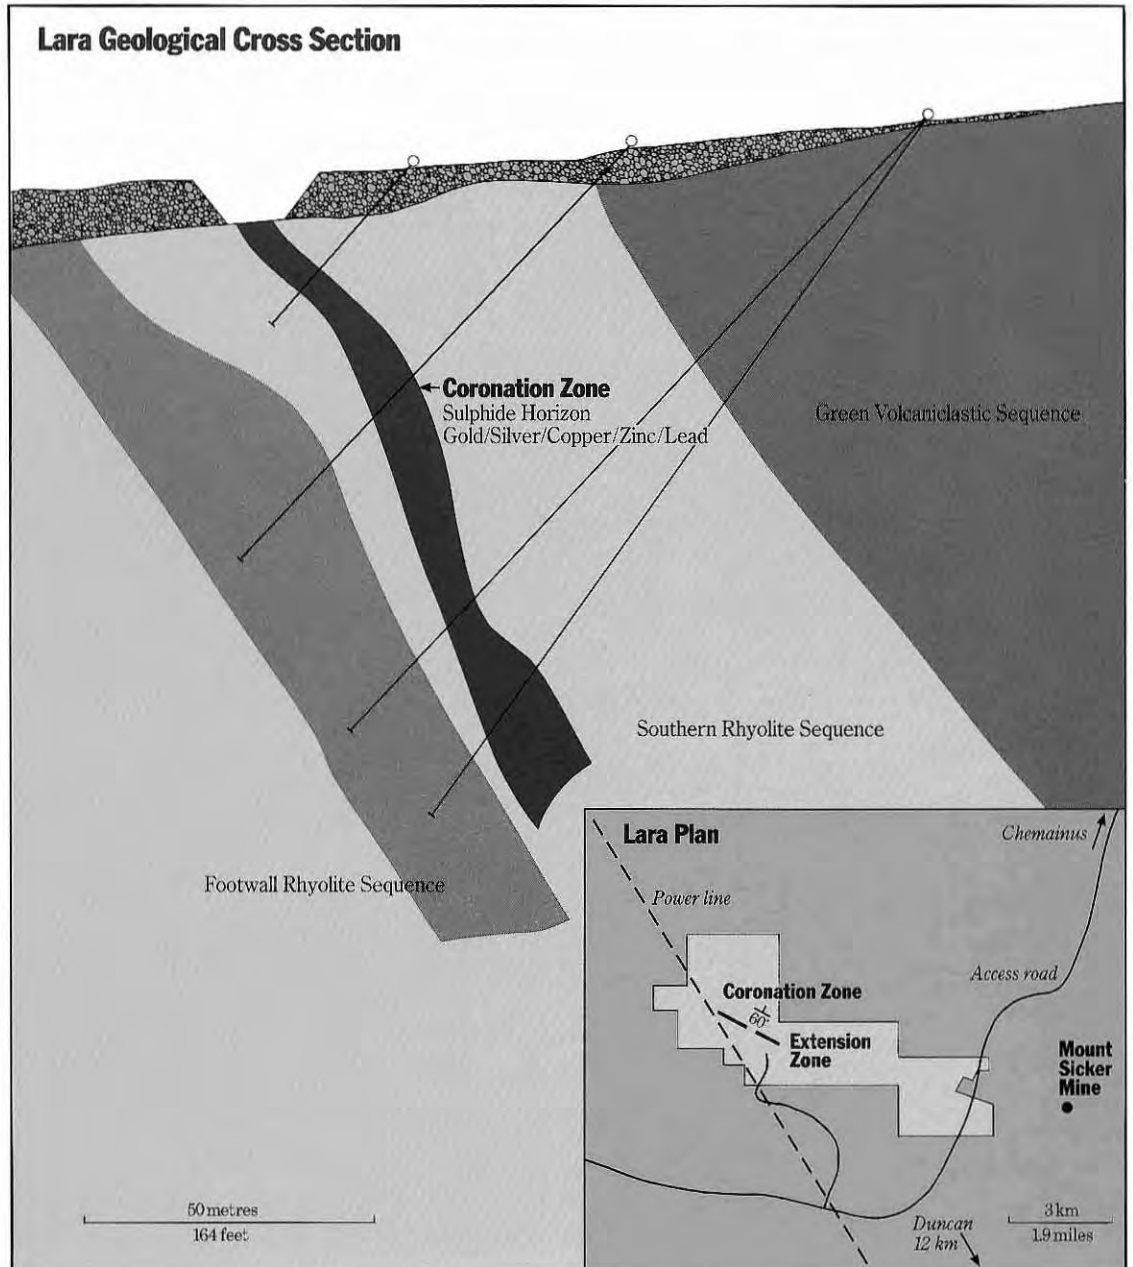 Lara Geological Cross Section
Coronation Zone
Sulphide Horizon
Gold/Silver/Copper/Zinc/Lead
Green Volcaniclastic Sequence
Southern Rhyolite Sequence
Footwall Rhyolite Sequence
50 metres
164 feet
Lara Plan
Chemainus
Power line
Access road
Coronation Zone
60°
Extension
Zone
Mount
Sicker
Mine
3 km
1.9 miles
Duncan
12 km